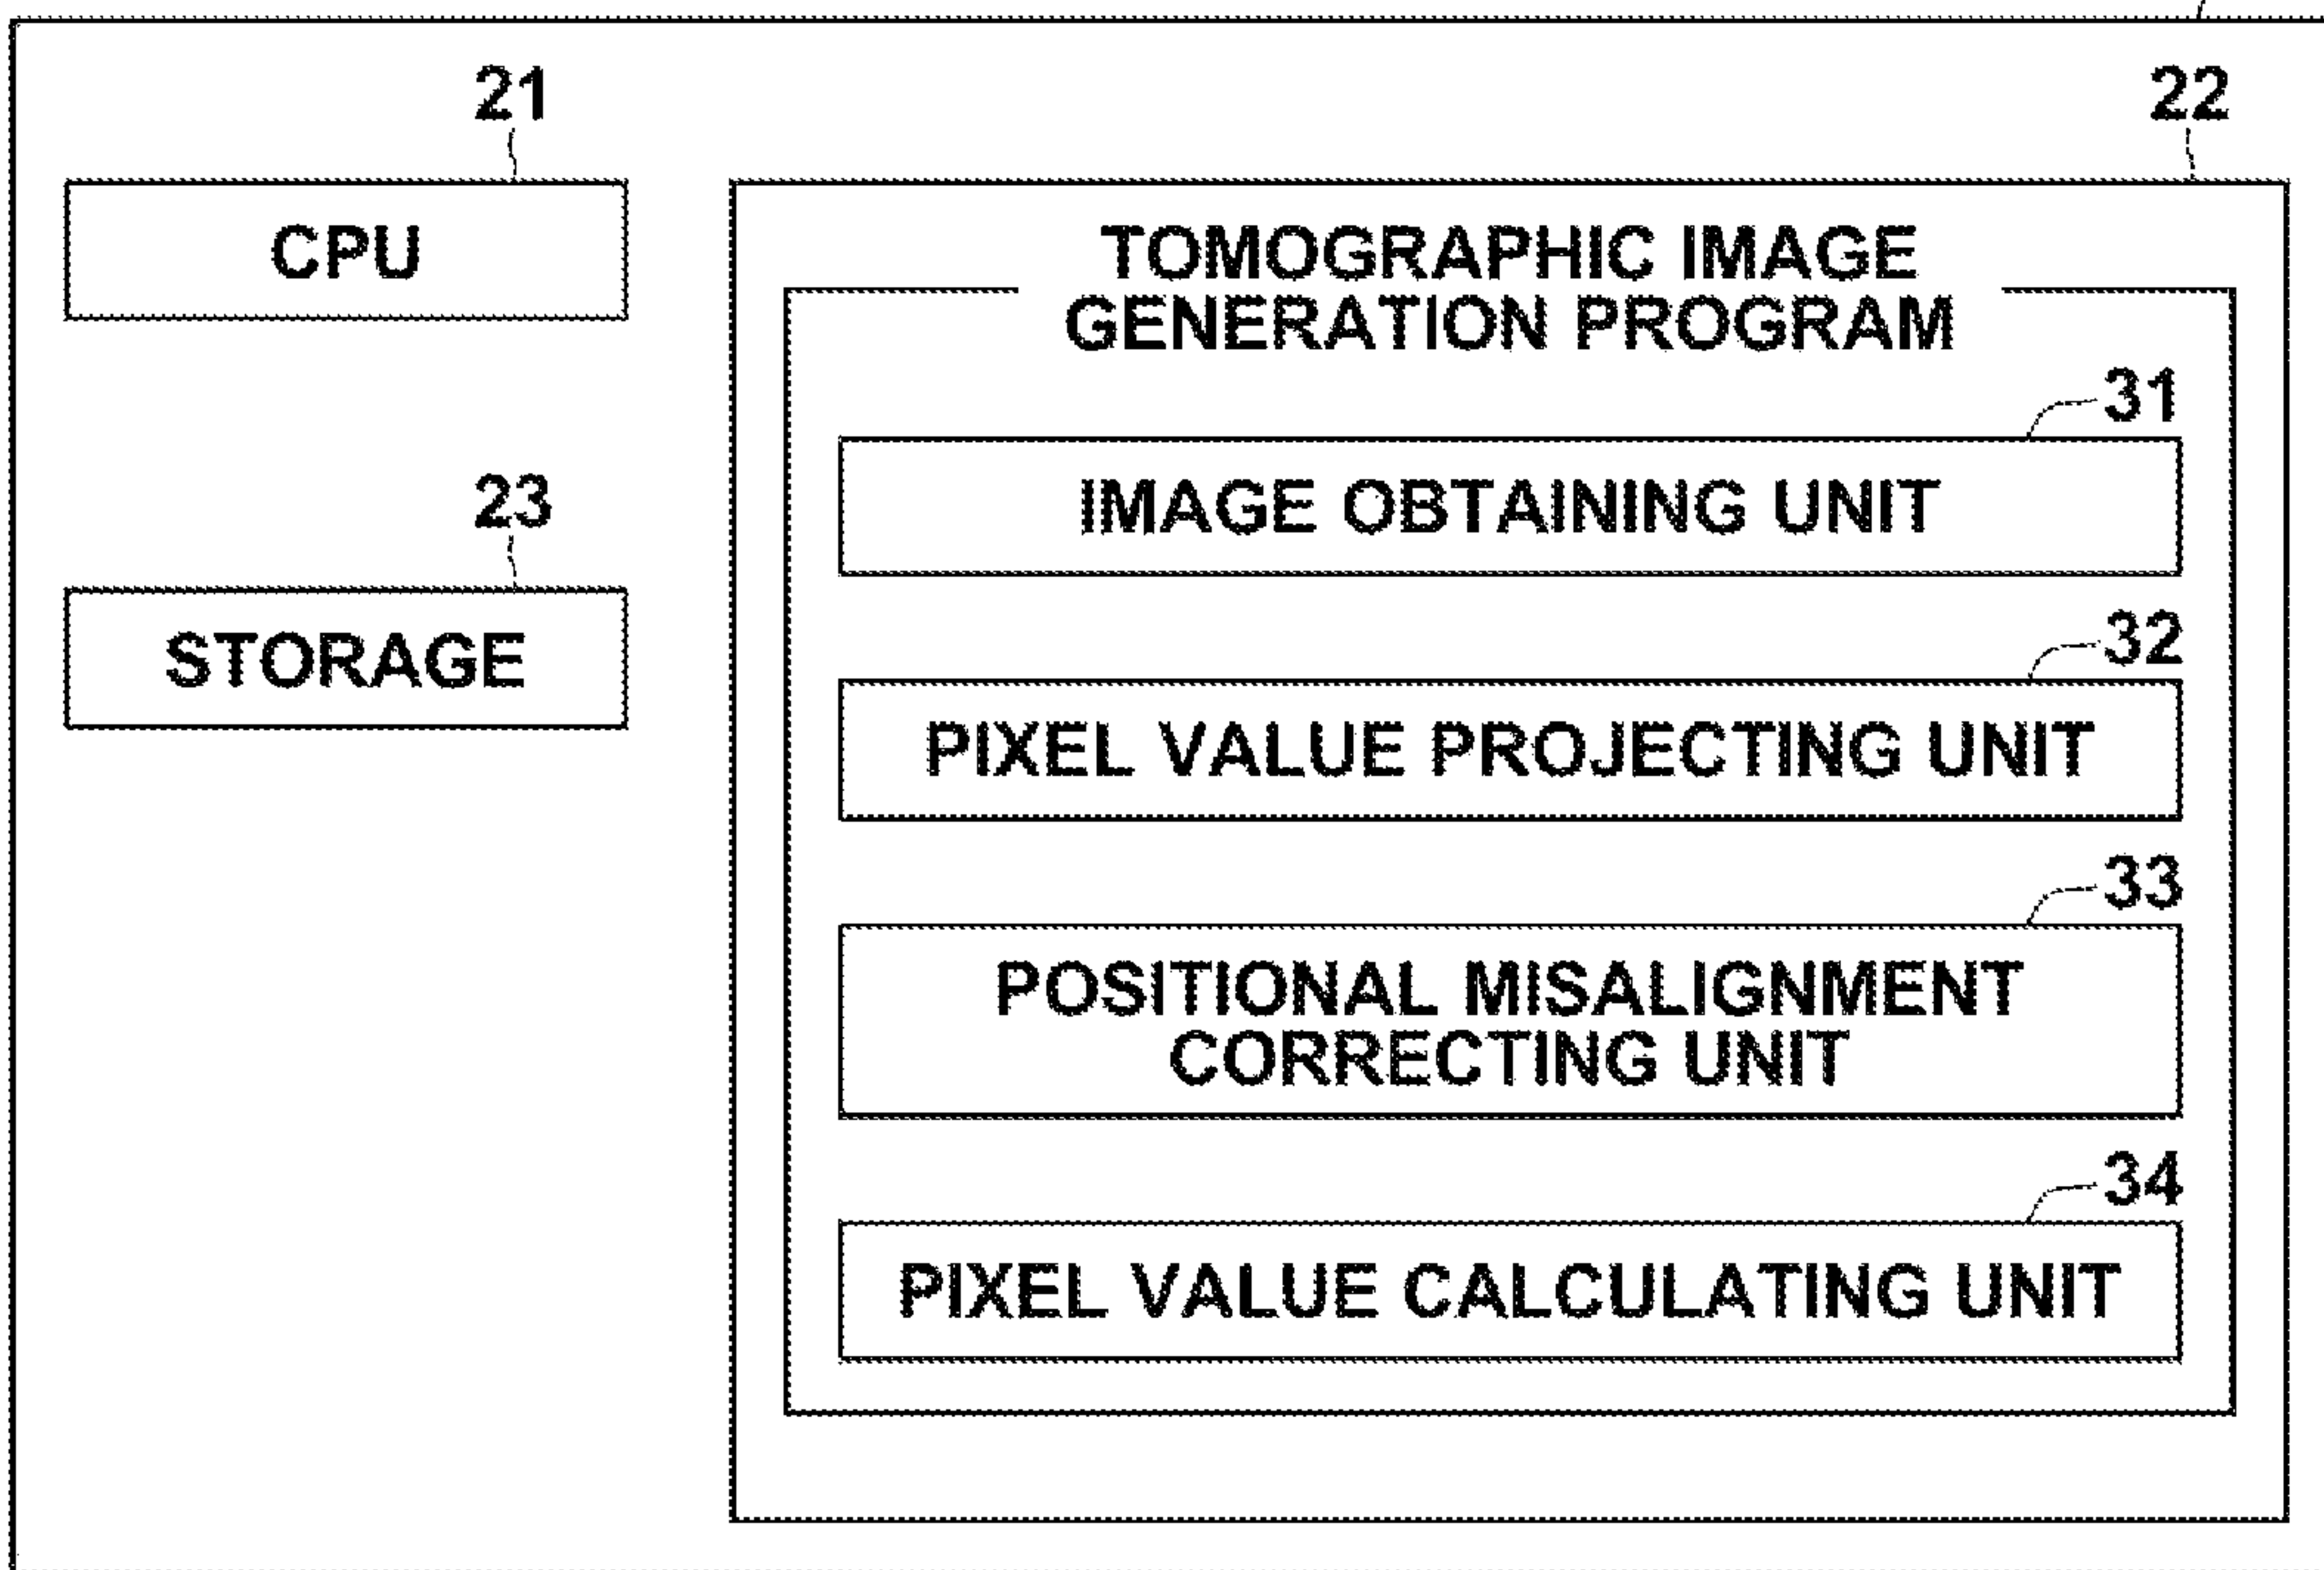 21
CPU
23
STORAGE
22
TOMOGRAPHIC IMAGE
GENERATION PROGRAM
31
IMAGE OBTAINING UNIT
32
PIXEL VALUE PROJECTING UNIT
33
POSITIONAL MISALIGNMENT
CORRECTING UNIT
34
PIXEL VALUE CALCULATING UNIT